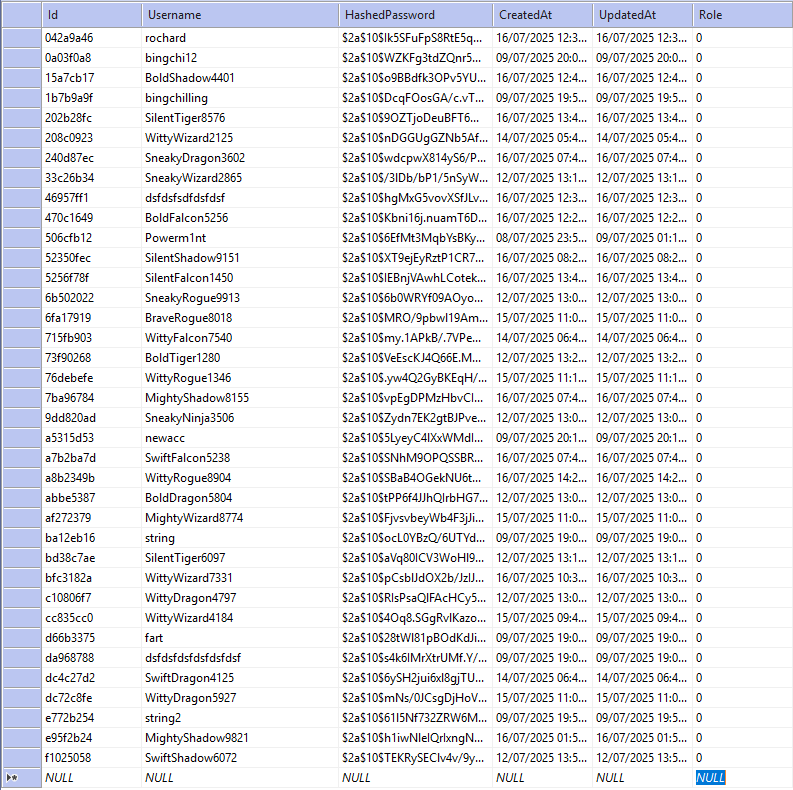 Id Username HashedPassword CreatedAt UpdatedAt Role
042a9a46 rochard $2a$10$Ik5SFuFpS8RtE5q... 16/07/2025 12:3... 16/07/2025 12:3... 0
0a03f0a8 bingchi12 $2a$10$WZKFg3tdZQnr5... 09/07/2025 20:0... 09/07/2025 20:0... 0
15a7cb17 BoldShadow4401 $2a$10$o9BBdfk3OPv5YU... 16/07/2025 12:4... 16/07/2025 12:4... 0
1b7b9a9f bingchilling $2a$10$DcqFOosGA/c.vT... 09/07/2025 19:5... 09/07/2025 19:5... 0
202b28fc SilentTiger8576 $2a$10$9OZTjoDeuBFT6... 16/07/2025 13:4... 16/07/2025 13:4... 0
208c0923 WittyWizard2125 $2a$10$nDGGUgGZNb5Af... 14/07/2025 05:4... 14/07/2025 05:4... 0
240d87ec SneakyDragon3602 $2a$10$wdcpwX814yS6/P... 16/07/2025 07:4... 16/07/2025 07:4... 0
33c26b34 SneakyWizard2865 $2a$10$/3IDb/bP1/5nSyW... 12/07/2025 13:1... 12/07/2025 13:1... 0
46957ff1 dsfdsfsdfdsfdsf $2a$10$hgMxG5vovXSfJLv... 16/07/2025 12:3... 16/07/2025 12:3... 0
470c1649 BoldFalcon5256 $2a$10$Kbni16j.nuamT6D... 16/07/2025 12:2... 16/07/2025 12:2... 0
506cfb12 Powerm1nt $2a$10$6EfMt3MqbYsBKy... 08/07/2025 23:5... 09/07/2025 01:1... 0
52350fec SilentShadow9151 $2a$10$XT9ejEyRztP1CR7... 16/07/2025 08:2... 16/07/2025 08:2... 0
5256f78f SilentFalcon1450 $2a$10$IEBnjVAwhLCotek... 16/07/2025 13:4... 16/07/2025 13:4... 0
6b502022 SneakyRogue9913 $2a$10$6b0WRYf09AOyo... 12/07/2025 13:0... 12/07/2025 13:0... 0
6fa17919 BraveRogue8018 $2a$10$MRO/9pbwI19Am... 15/07/2025 11:0... 15/07/2025 11:0... 0
715fb903 WittyFalcon7540 $2a$10$my.1APkB/.7VPe... 14/07/2025 06:4... 14/07/2025 06:4... 0
73f90268 BoldTiger1280 $2a$10$VeEscKJ4Q66E.M... 12/07/2025 13:2... 12/07/2025 13:2... 0
76debefe WittyRogue1346 $2a$10$.yw4Q2GyBKEqH/... 15/07/2025 11:1... 15/07/2025 11:1... 0
7ba96784 MightyShadow8155 $2a$10$vpEgDPMzHbvCl... 16/07/2025 07:4... 16/07/2025 07:4... 0
9dd820ad SneakyNinja3506 $2a$10$Zydn7EK2gtBJPve... 12/07/2025 13:0... 12/07/2025 13:0... 0
a5315d53 newacc $2a$10$5LyeyC4IXxWMdl... 09/07/2025 20:1... 09/07/2025 20:1... 0
a7b2ba7d SwiftFalcon5238 $2a$10$SNhM9OPQSSBR... 16/07/2025 07:4... 16/07/2025 07:4... 0
a8b2349b WittyRogue8904 $2a$10$SBaB4OGekNU6t... 16/07/2025 14:2... 16/07/2025 14:2... 0
abbe5387 BoldDragon5804 $2a$10$tPP6f4JJhQIrbHG7... 12/07/2025 13:0... 12/07/2025 13:0... 0
af272379 MightyWizard8774 $2a$10$FjvsvbeyWb4F3jJi... 15/07/2025 11:0... 15/07/2025 11:0... 0
ba12eb16 string $2a$10$ocL0YBzQ/6UTYd... 09/07/2025 19:0... 09/07/2025 19:0... 0
bd38c7ae SilentTiger6097 $2a$10$aVq80lCV3WoHI9... 12/07/2025 13:1... 12/07/2025 13:1... 0
bfc3182a WittyWizard7331 $2a$10$pCsblJdOX2b/JzlJ... 16/07/2025 10:3... 16/07/2025 10:3... 0
c10806f7 WittyDragon4797 $2a$10$RlsPsaQIFAcHCy5... 12/07/2025 13:0... 12/07/2025 13:0... 0
cc835cc0 WittyWizard4184 $2a$10$4Oq8.SGgRvlKazo... 15/07/2025 09:4... 15/07/2025 09:4... 0
d66b3375 fart $2a$10$28tWI81pBOdKdJi... 09/07/2025 19:0... 09/07/2025 19:0... 0
da968788 dsfdsfdsfdsfdsfdsf $2a$10$s4k6lMrXtrUMf.Y/... 09/07/2025 19:0... 09/07/2025 19:0... 0
dc4c27d2 SwiftDragon4125 $2a$10$6ySH2jui6xI8gjTU... 14/07/2025 06:4... 14/07/2025 06:4... 0
dc72c8fe WittyDragon5927 $2a$10$mNs/0JCsgDjHoV... 15/07/2025 11:0... 15/07/2025 11:0... 0
e772b254 string2 $2a$10$61I5Nf732ZRW6M... 09/07/2025 19:5... 09/07/2025 19:5... 0
e95f2b24 MightyShadow9821 $2a$10$h1iwNIelQrlxngN... 16/07/2025 01:5... 16/07/2025 01:5... 0
f1025058 SwiftShadow6072 $2a$10$TEKRySECIv4v/9y... 12/07/2025 13:5... 12/07/2025 13:5... 0
NULL NULL NULL NULL NULL NULL